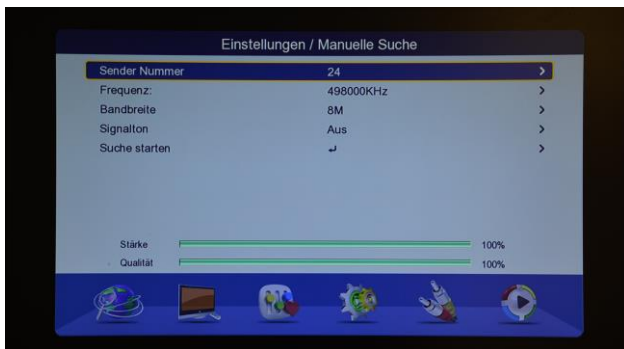 Einstellungen / Manuelle Suche
Sender Nummer 24 >
Frequenz: 498000KHz >
Bandbreite 8M >
Signalton Aus >
Suche starten ↵ >
Stärke 100%
Qualität 100%